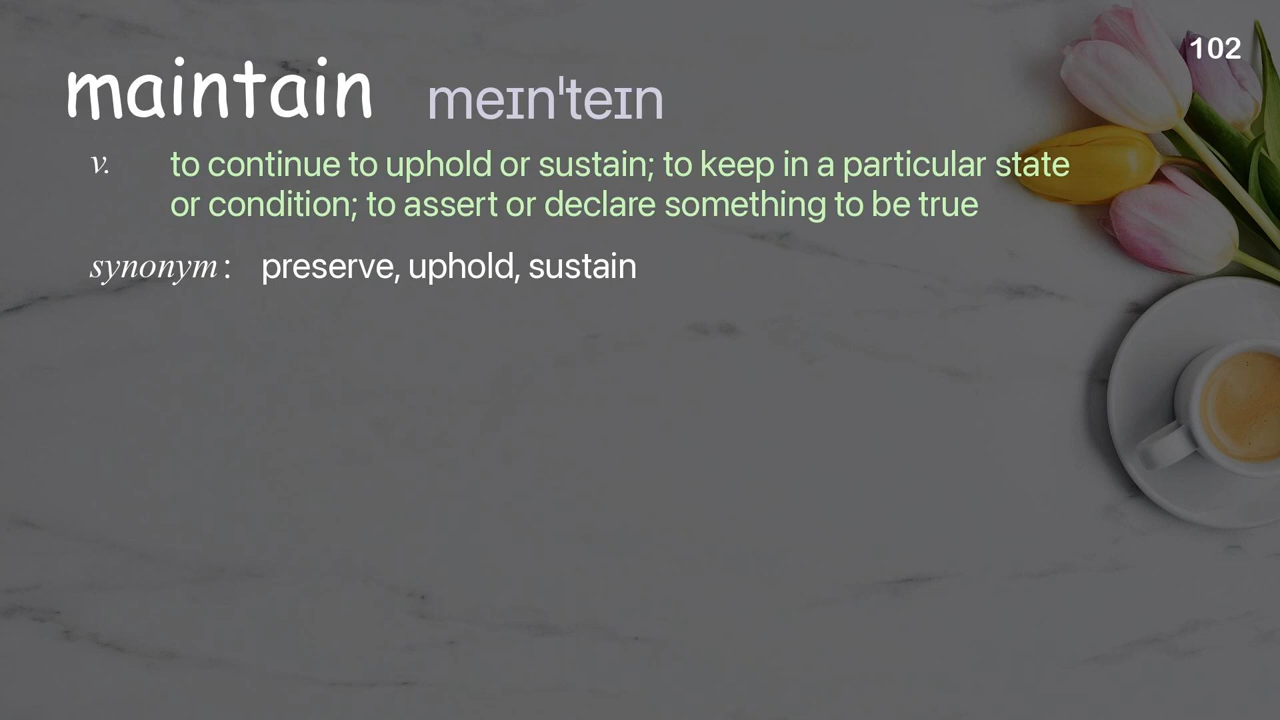 102
maintain meɪnˈteɪn
v. to continue to uphold or sustain; to keep in a particular state
or condition; to assert or declare something to be true
synonym : preserve, uphold, sustain